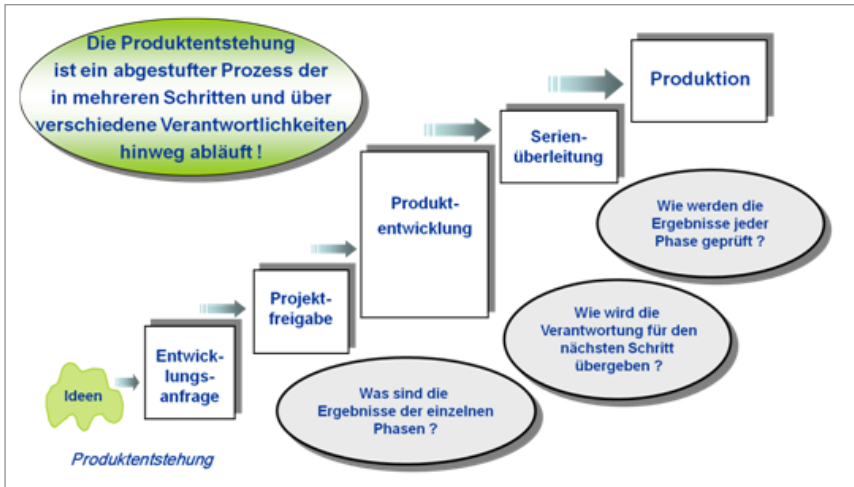 Die Produktentstehung
ist ein abgestufter Prozess der
in mehreren Schritten und über
verschiedene Verantwortlichkeiten
hinweg abläuft !
Produktion
Serien-
überleitung
Produkt-
entwicklung
Projekt-
freigabe
Entwick-
lungs-
anfrage
Ideen
Produktentstehung
Was sind die
Ergebnisse der einzelnen
Phasen ?
Wie wird die
Verantwortung für den
nächsten Schritt
übergeben ?
Wie werden die
Ergebnisse jeder
Phase geprüft ?